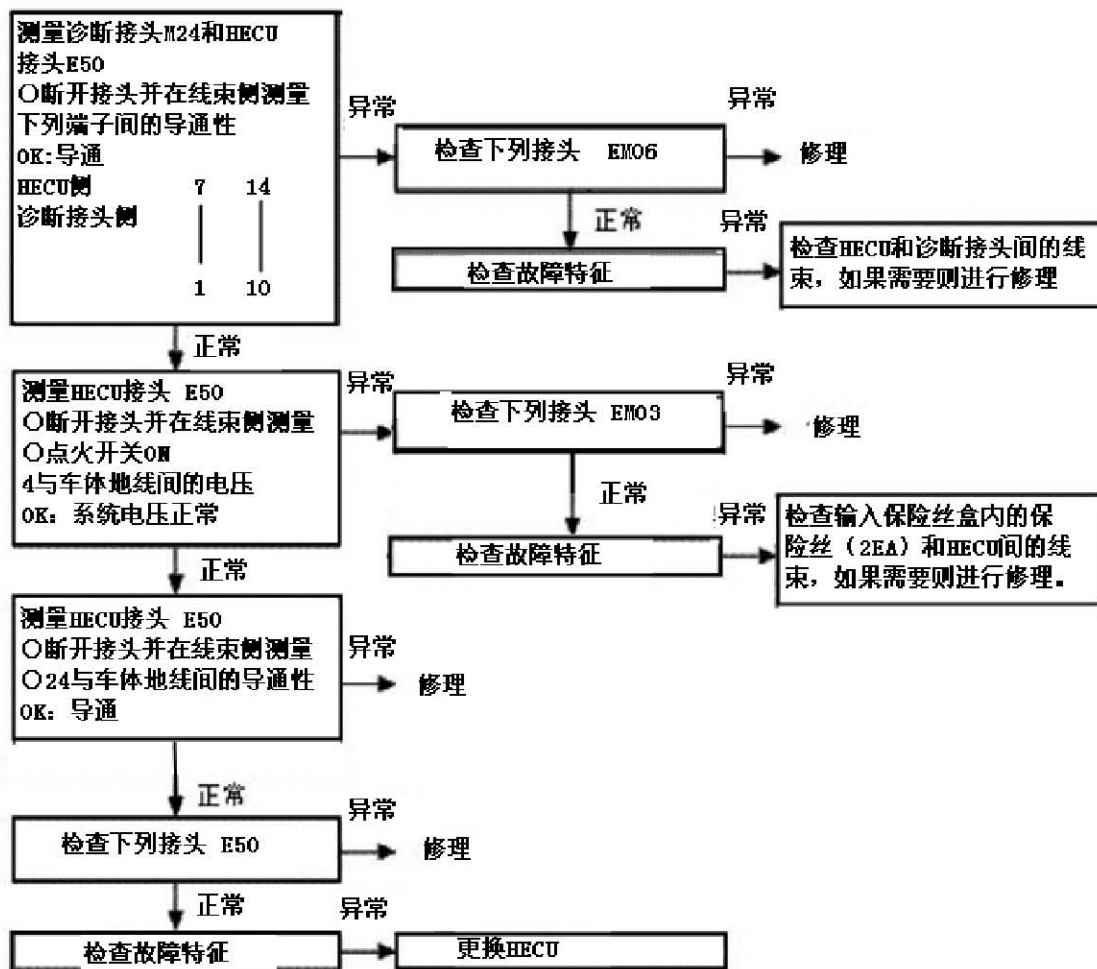 测量诊断接头M24和HECU
接头E50
○断开接头并在线束侧测量
下列端子间的导通性
OK:导通
HECU侧 7 14
诊断接头侧
1 10
异常
检查下列接头 EM06
异常
修理
正常
检查故障特征
异常
检查HECU和诊断接头间的线
束，如果需要则进行修理
正常
测量HECU接头 E50
○断开接头并在线束侧测量
○点火开关ON
4与车体地线间的电压
OK：系统电压正常
异常
检查下列接头 EM03
异常
修理
正常
检查故障特征
异常
检查输入保险丝盒内的保
险丝（2EA）和HECU间的线
束，如果需要则进行修理。
正常
测量HECU接头 E50
○断开接头并在线束侧测量
○24与车体地线间的导通性
OK：导通
异常
修理
正常
检查下列接头 E50
异常
修理
正常
检查故障特征
异常
更换HECU